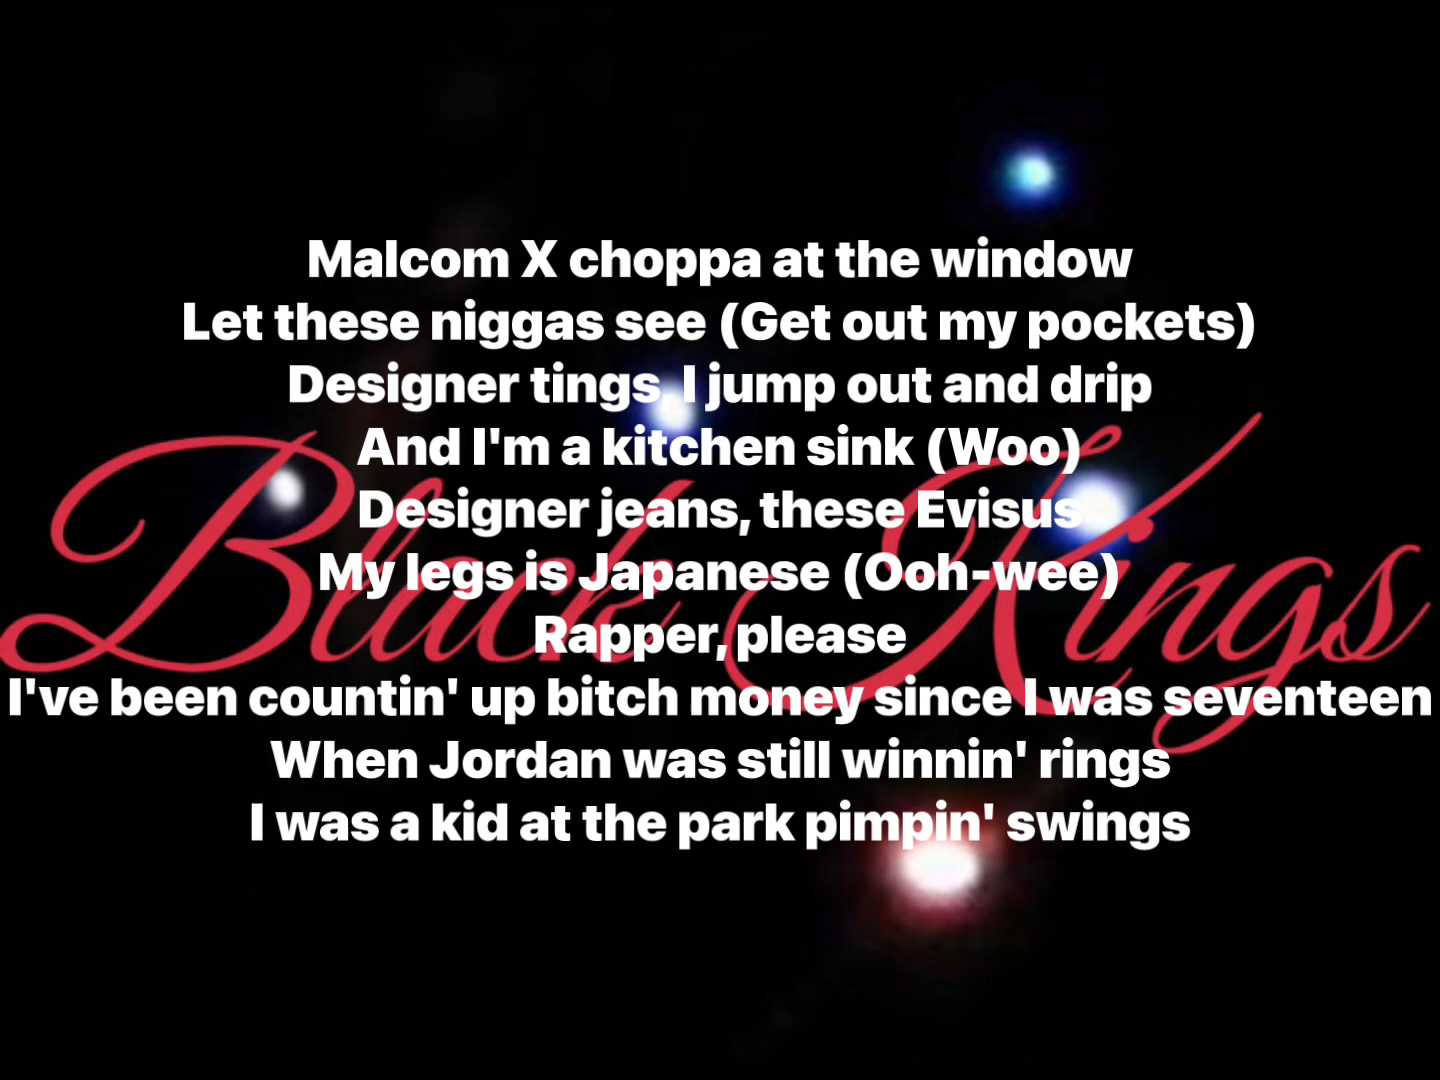 Malcom X choppa at the window
Let these niggas see (Get out my pockets)
Designer tings, I jump out and drip
And I'm a kitchen sink (Woo)
Designer jeans, these Evisus
Black Kings
My legs is Japanese (Ooh-wee)
Rapper, please
I've been countin' up bitch money since I was seventeen
When Jordan was still winnin' rings
I was a kid at the park pimpin' swings